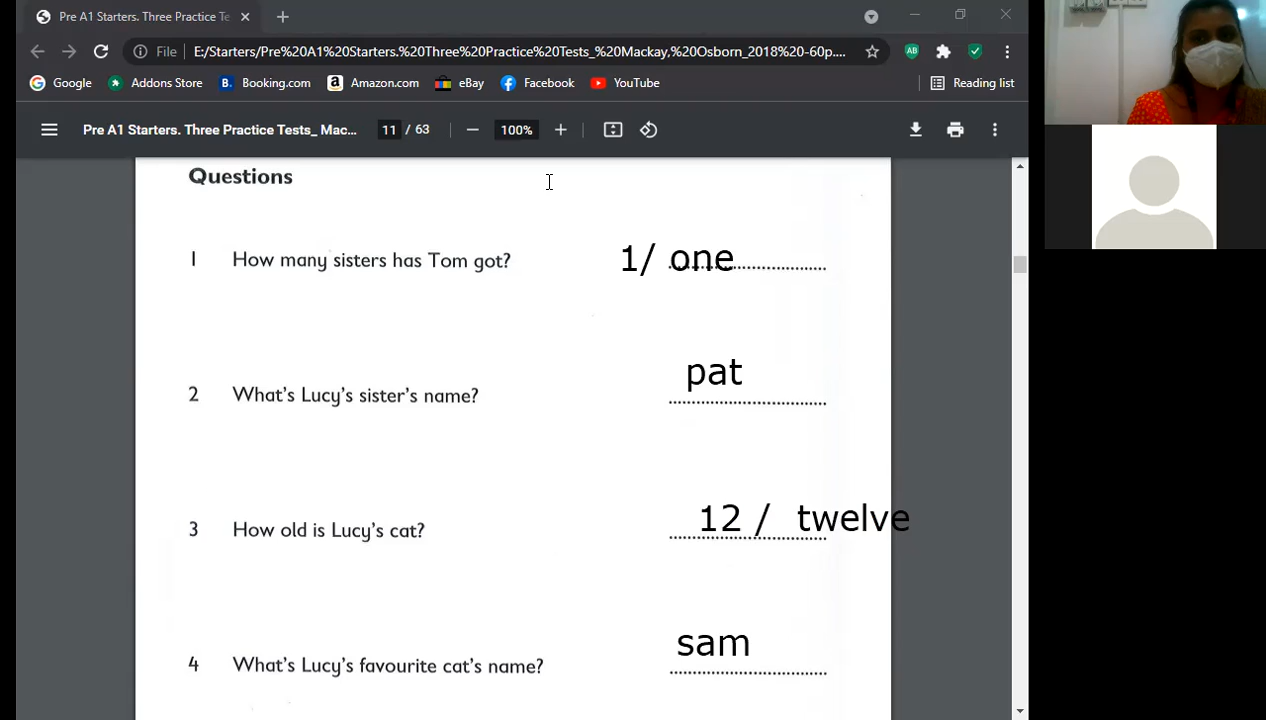 Pre A1 Starters. Three Practice Te
File E:/Starters/Pre%20A1%20Starters.%20Three%20Practice%20Tests_%20Mackay,%20Osborn_2018%20-60p....
Google Addons Store B. Booking.com Amazon.com eBay Facebook YouTube Reading list
Pre A1 Starters. Three Practice Tests_ Mac... 11 / 63 100%
Questions
1 How many sisters has Tom got? 1/ one
2 What's Lucy's sister's name? pat
3 How old is Lucy's cat? 12 / twelve
4 What's Lucy's favourite cat's name? sam